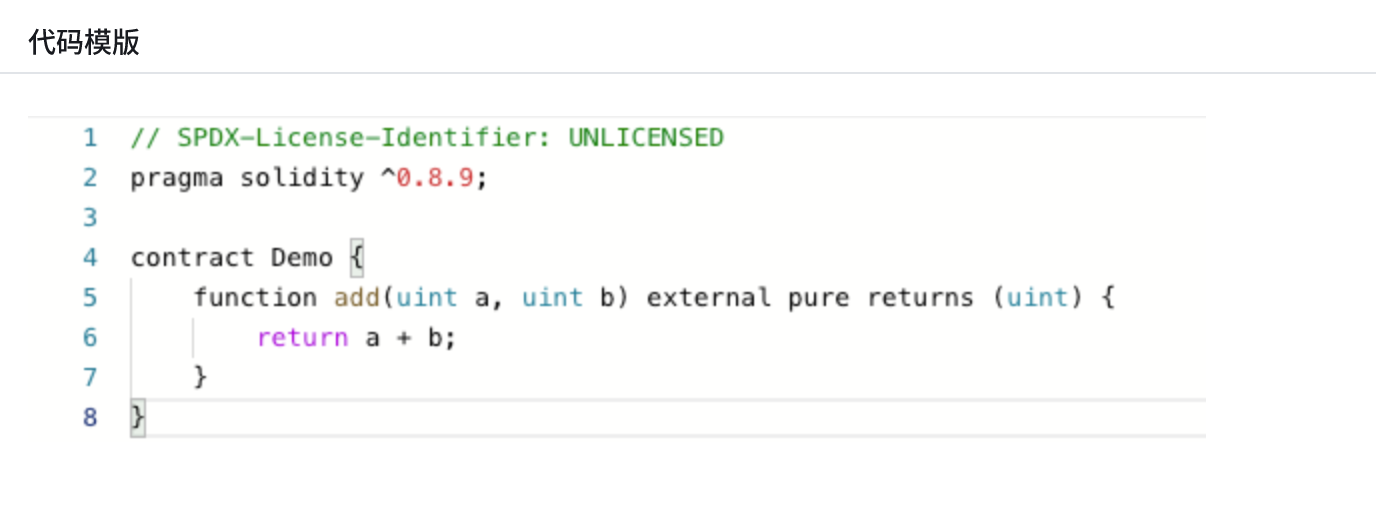 代码模版
1 // SPDX-License-Identifier: UNLICENSED
2 pragma solidity ^0.8.9;
3
4 contract Demo {
5     function add(uint a, uint b) external pure returns (uint) {
6         return a + b;
7     }
8 }